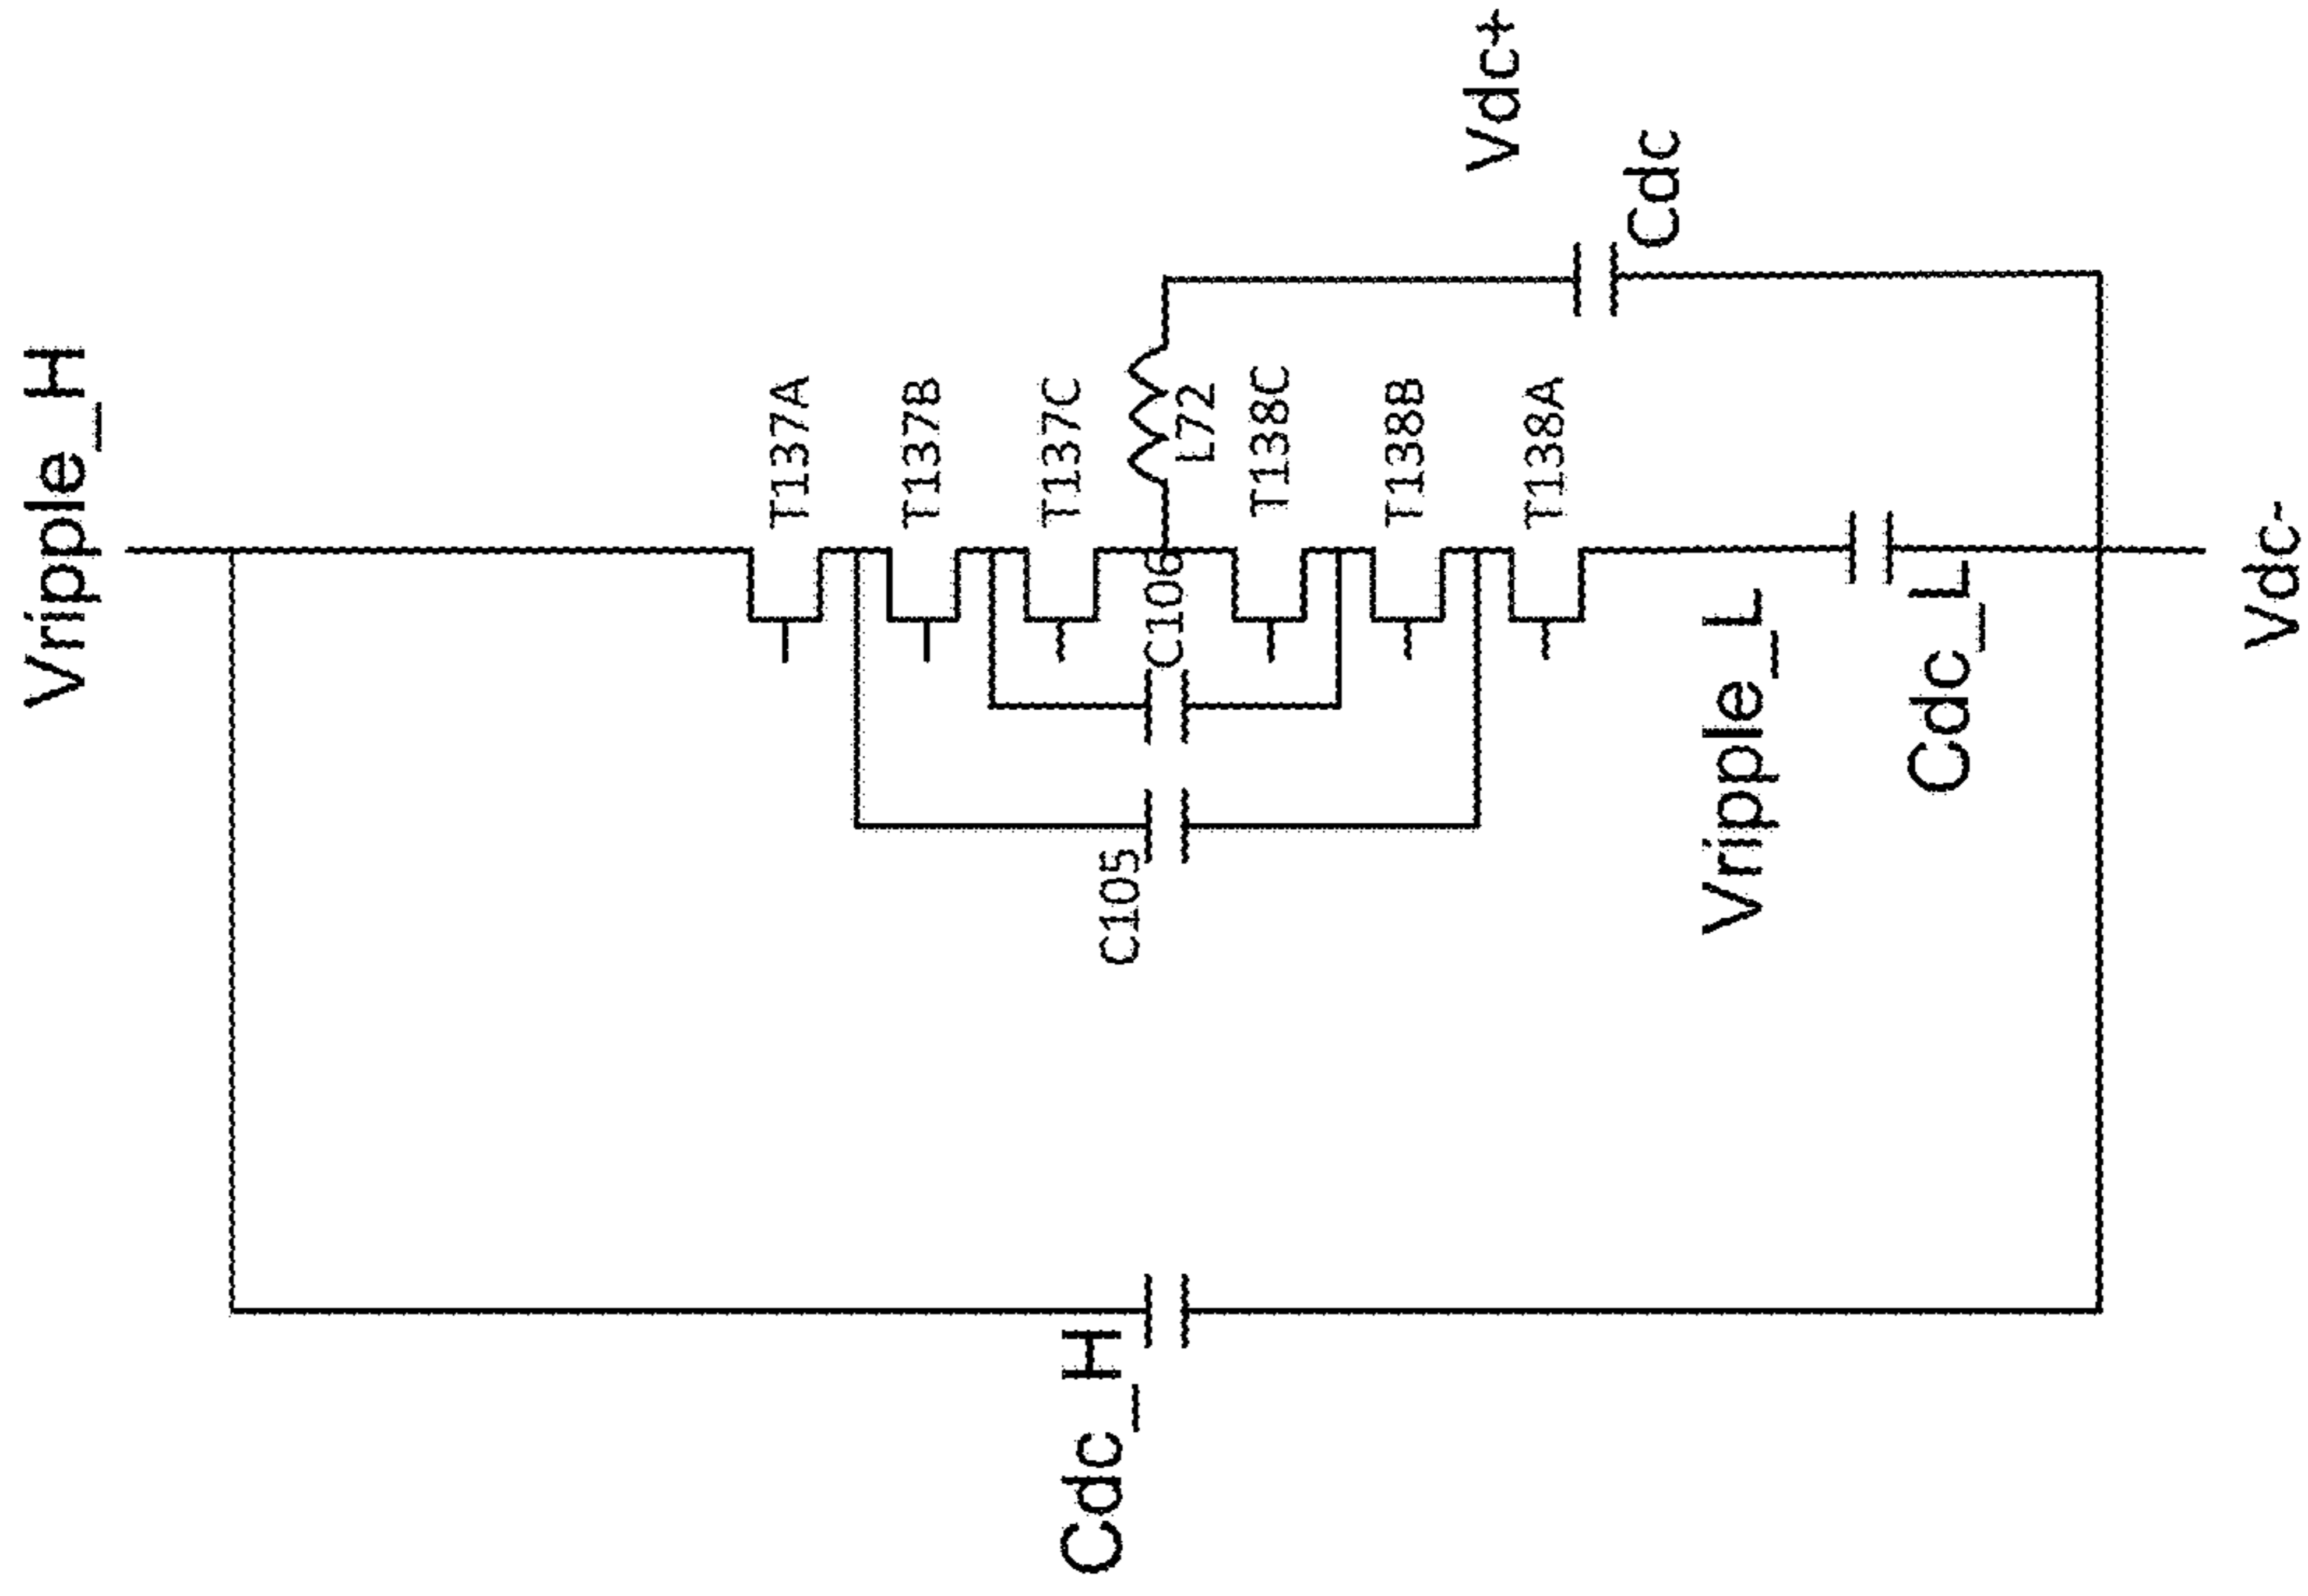 Vripple_H
T137A
T137B
T137C
L72
C106
T138C
T138B
T138A
C105
Vdc+
Cdc
Vripple_L
Cdc_L
Cdc_H
Vdc-